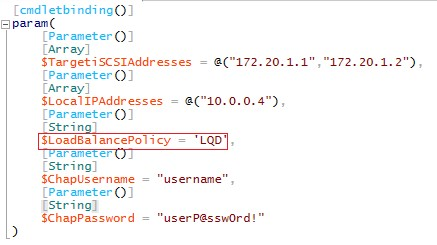 [cmdletbinding()]
param(
[Parameter()]
[Array]
$TargetiSCSIAddresses = @("172.20.1.1","172.20.1.2"),
[Parameter()]
[Array]
$LocalIPAddresses = @("10.0.0.4"),
[Parameter()]
[String]
$LoadBalancePolicy = 'LQD',
[Parameter()]
[String]
$ChapUsername = "username",
[Parameter()]
[String]
$ChapPassword = "userP@ssw0rd!"
)